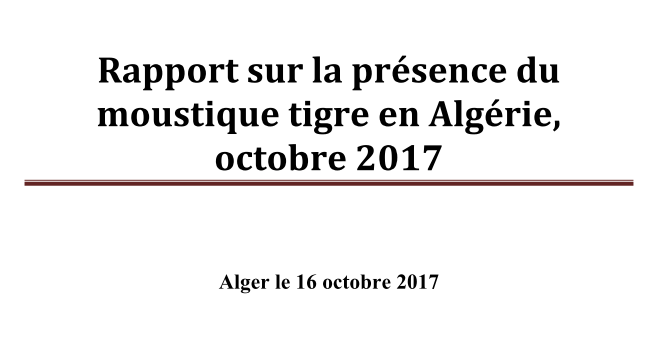 Rapport sur la présence du
moustique tigre en Algérie,
octobre 2017
Alger le 16 octobre 2017